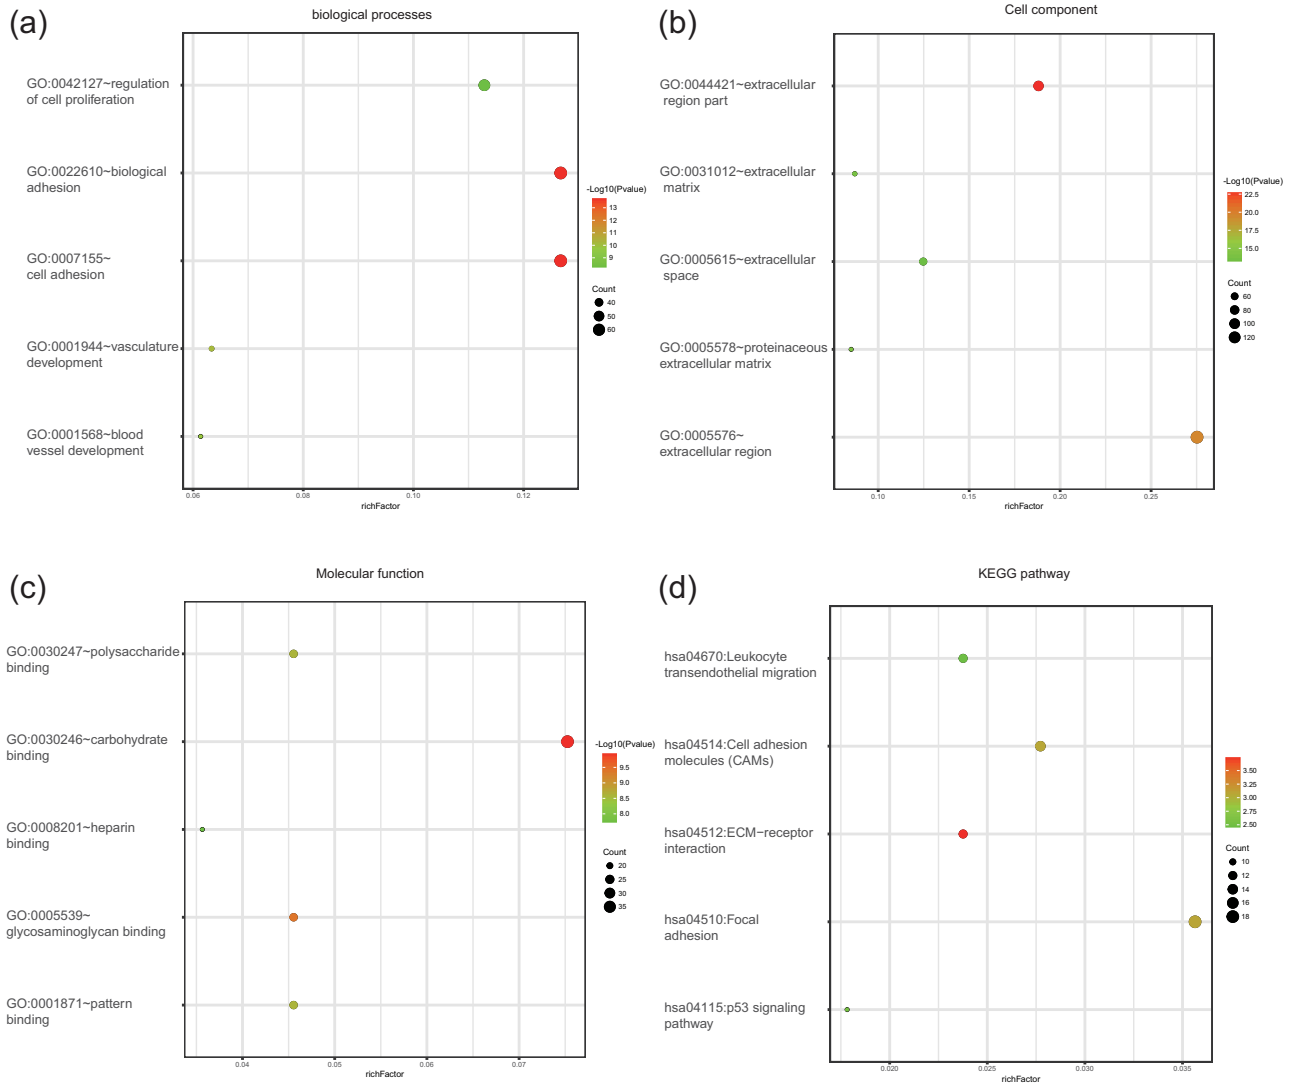 (a)
biological processes
GO:0042127~regulation
of cell proliferation
GO:0022610~biological
adhesion
GO:0007155~
cell adhesion
GO:0001944~vasculature
development
GO:0001568~blood
vessel development
0.06
0.08
0.10
0.12
richFactor
-Log10(Pvalue)
13
12
11
10
9
Count
40
50
60
(b)
Cell component
GO:0044421~extracellular
region part
GO:0031012~extracellular
matrix
GO:0005615~extracellular
space
GO:0005578~proteinaceous
extracellular matrix
GO:0005576~
extracellular region
0.10
0.15
0.20
0.25
richFactor
-Log10(Pvalue)
22.5
20.0
17.5
15.0
Count
60
80
100
120
(c)
Molecular function
GO:0030247~polysaccharide
binding
GO:0030246~carbohydrate
binding
GO:0008201~heparin
binding
GO:0005539~
glycosaminoglycan binding
GO:0001871~pattern
binding
0.04
0.05
0.06
0.07
richFactor
-Log10(Pvalue)
9.5
9.0
8.5
8.0
Count
20
25
30
35
(d)
KEGG pathway
hsa04670:Leukocyte
transendothelial migration
hsa04514:Cell adhesion
molecules (CAMs)
hsa04512:ECM−receptor
interaction
hsa04510:Focal
adhesion
hsa04115:p53 signaling
pathway
0.020
0.025
0.030
0.035
richFactor
3.50
3.00
2.75
2.50
Count
10
12
14
16
18